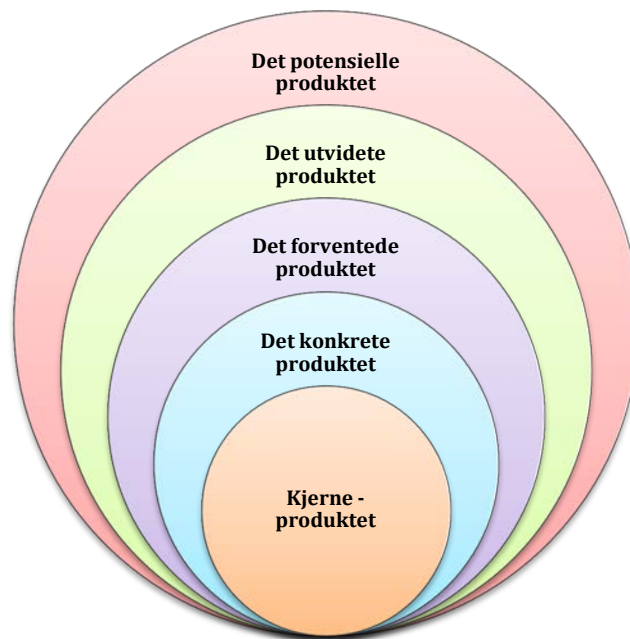 Det potensielle
produktet
Det utvidete
produktet
Det forventede
produktet
Det konkrete
produktet
Kjerne -
produktet